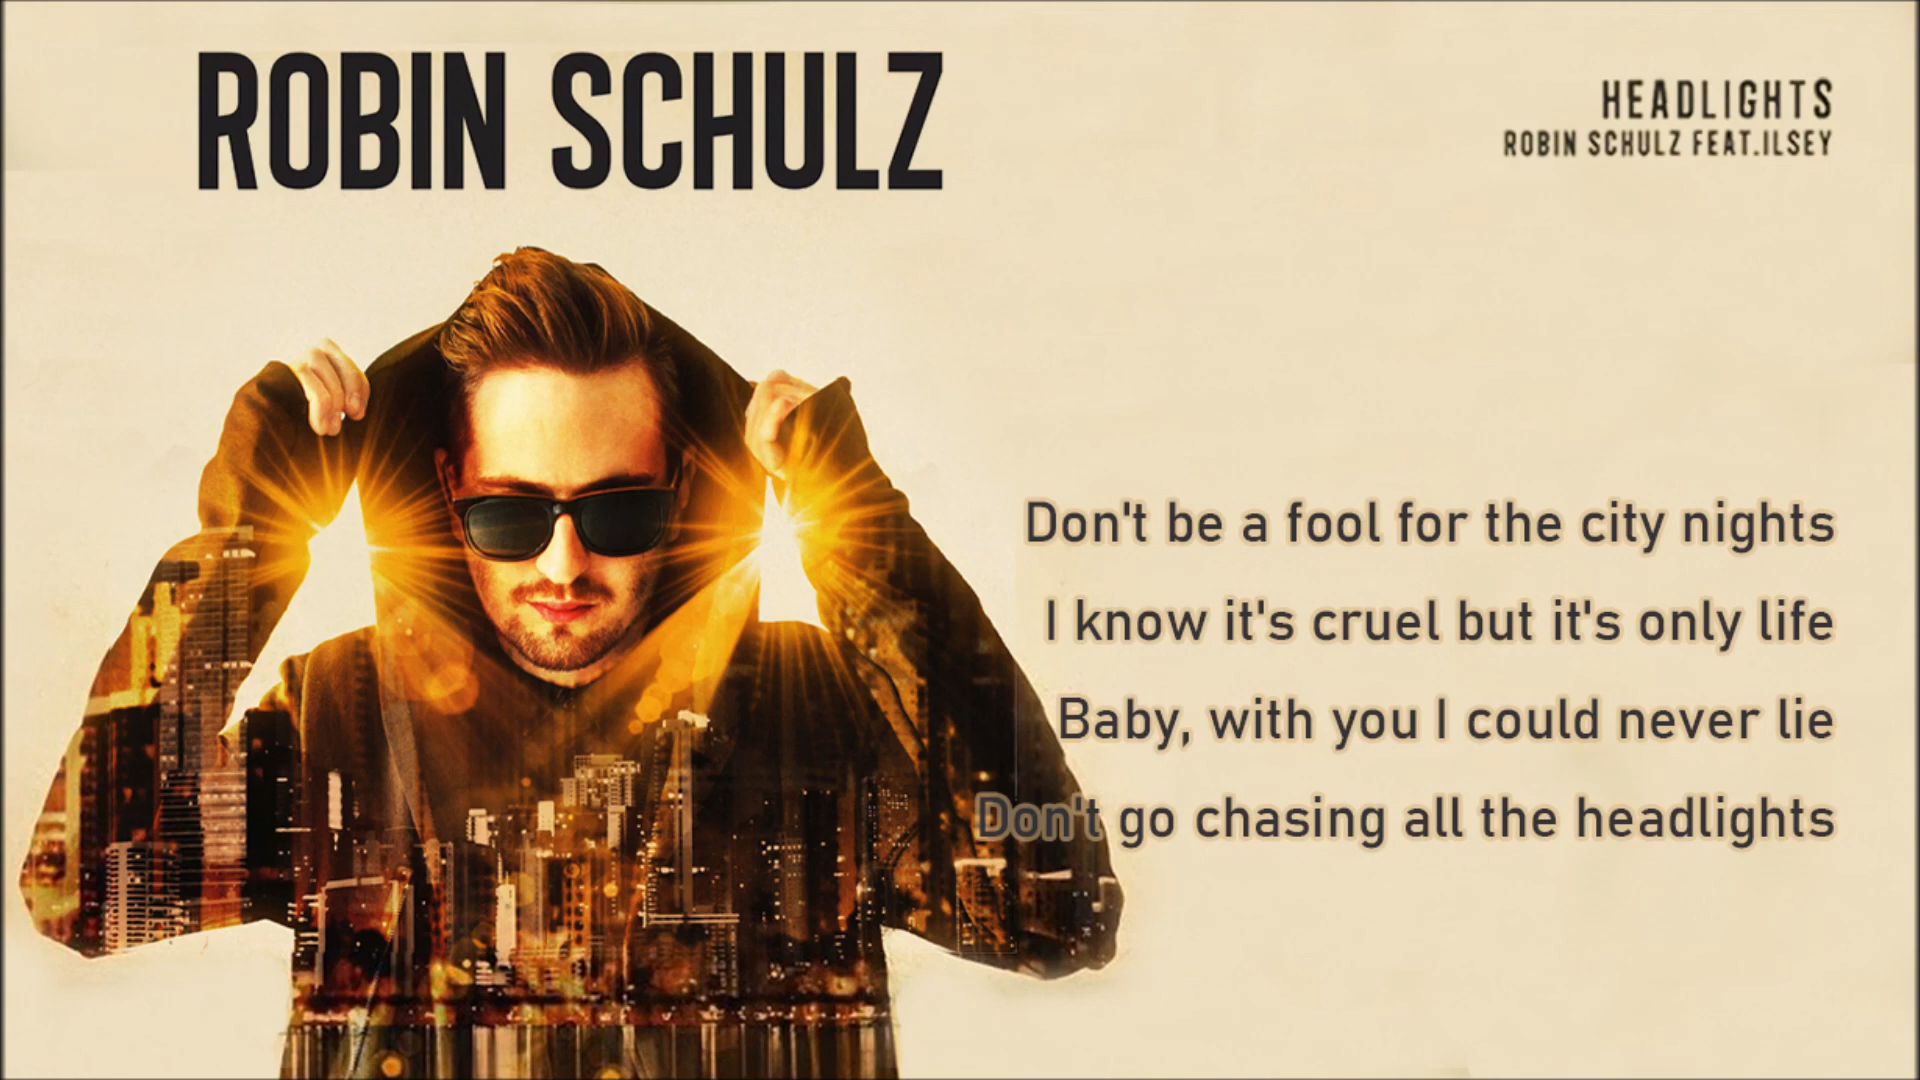 ROBIN SCHULZ
HEADLIGHTS
ROBIN SCHULZ FEAT.ILSEY
Don't be a fool for the city nights
I know it's cruel but it's only life
Baby, with you I could never lie
Don't go chasing all the headlights